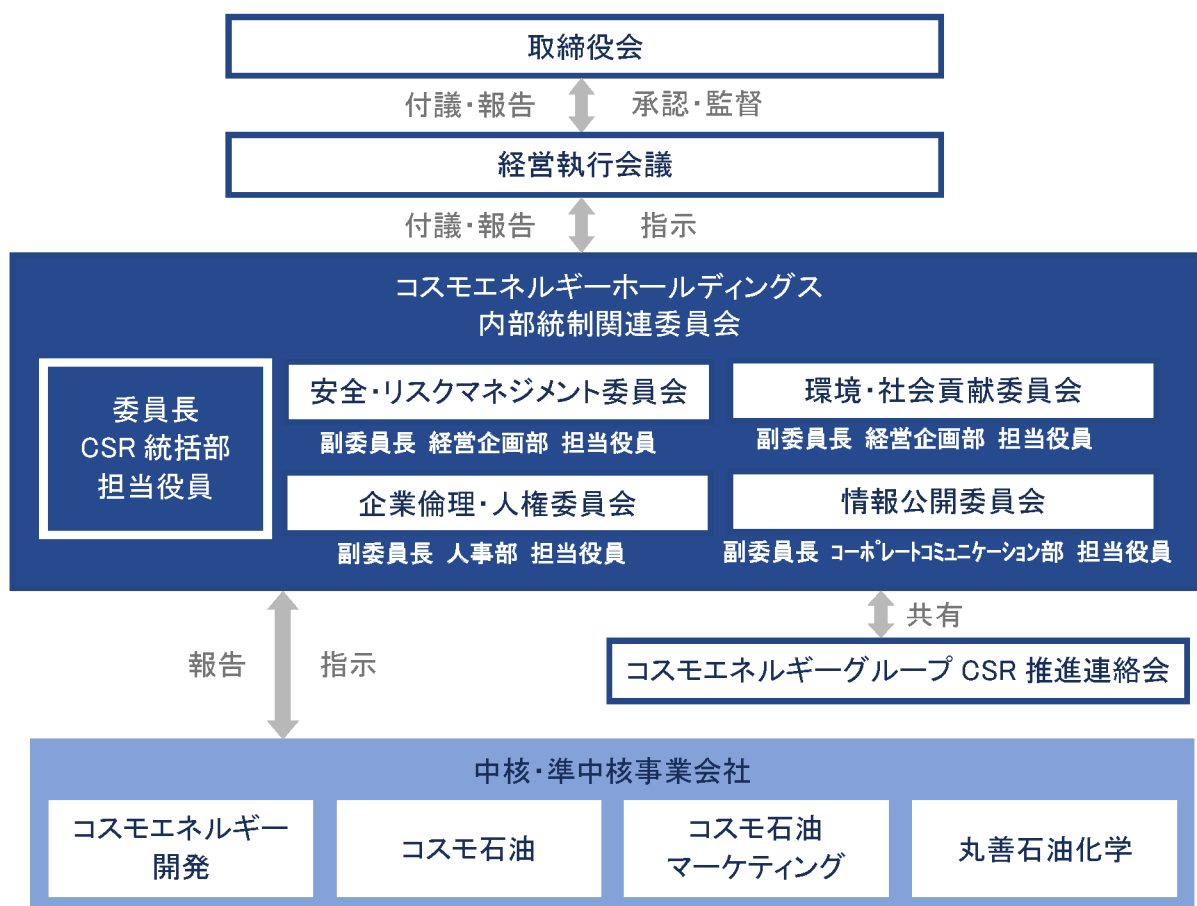 取締役会
付議・報告 承認・監督
経営執行会議
付議・報告 指示
コスモエネルギーホールディングス
内部統制関連委員会
委員長
CSR 統括部
担当役員
安全・リスクマネジメント委員会
副委員長 経営企画部 担当役員
環境・社会貢献委員会
副委員長 経営企画部 担当役員
企業倫理・人権委員会
副委員長 人事部 担当役員
情報公開委員会
副委員長 コーポレートコミュニケーション部 担当役員
共有
コスモエネルギーグループ CSR 推進連絡会
報告 指示
中核・準中核事業会社
コスモエネルギー
開発
コスモ石油
コスモ石油
マーケティング
丸善石油化学